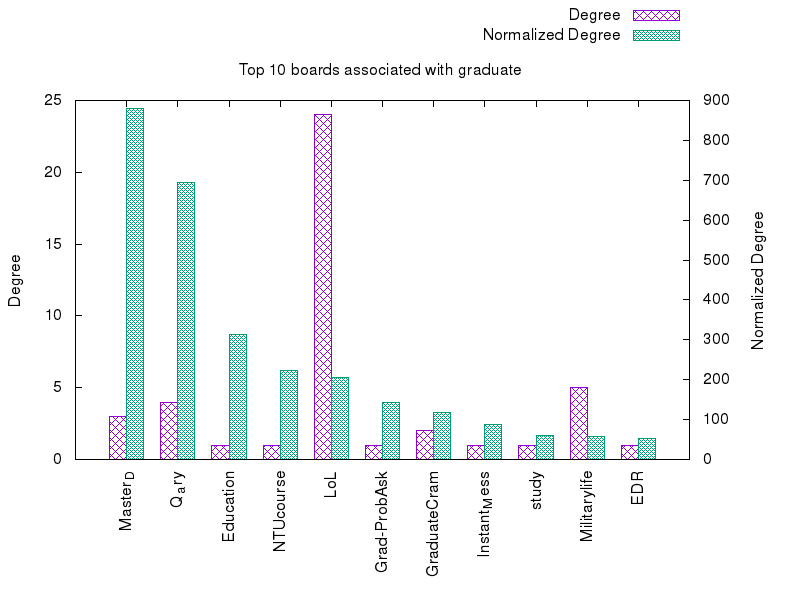 Degree
Normalized Degree
Top 10 boards associated with graduate
25
20
15
10
5
0
Degree
900
800
700
600
500
400
300
200
100
0
Normalized Degree
Master_D
Q_ary
Education
NTUcourse
LoL
Grad-ProbAsk
GraduateCram
Instant_Mess
study
Militarylife
EDR